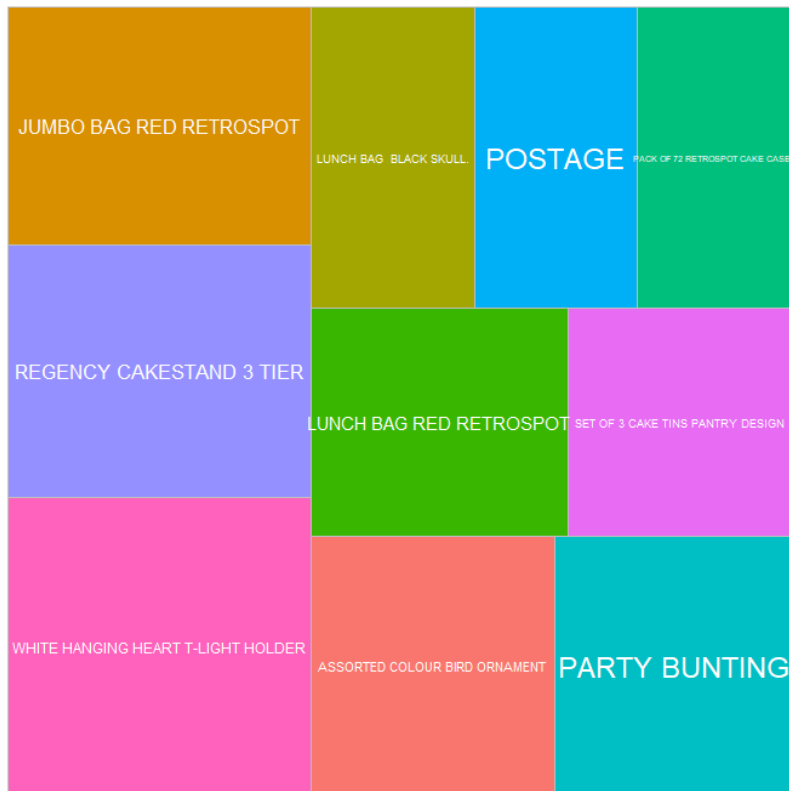 JUMBO BAG RED RETROSPOT
LUNCH BAG  BLACK SKULL.
POSTAGE
PACK OF 72 RETROSPOT CAKE CASE
REGENCY CAKESTAND 3 TIER
LUNCH BAG RED RETROSPOT
SET OF 3 CAKE TINS PANTRY DESIGN
WHITE HANGING HEART T-LIGHT HOLDER
ASSORTED COLOUR BIRD ORNAMENT
PARTY BUNTING